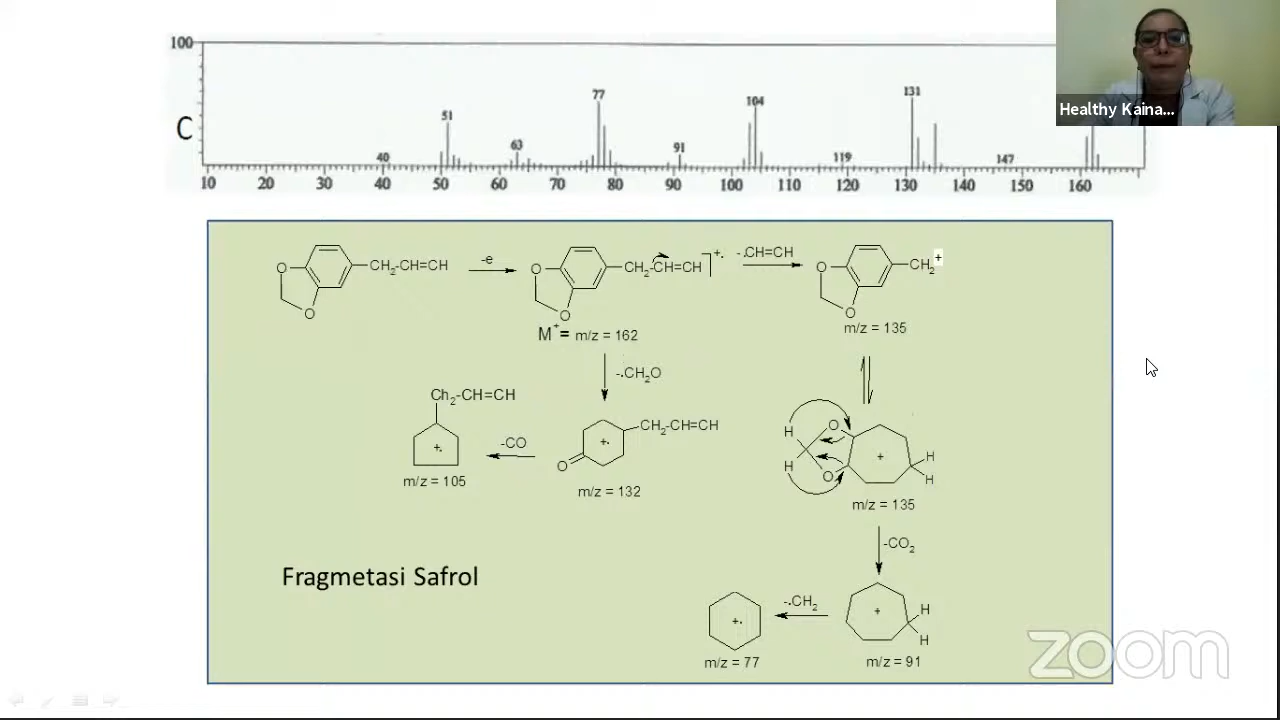 100
C
40
51
63
77
91
104
119
131
147
10 20 30 40 50 60 70 80 90 100 110 120 130 140 150 160
Healthy Kaina...
O
O
CH2-CH=CH
-e
O
O
CH2-CH=CH
+.
M+= m/z = 162
- .CH=CH
O
O
CH2+
m/z = 135
-.CH2O
Ch2-CH=CH
+.
m/z = 105
-CO
CH2-CH=CH
+.
O
m/z = 132
H
H
O
O
+
H
H
m/z = 135
-CO2
Fragmetasi Safrol
+.
m/z = 77
-.CH2
+
H
H
m/z = 91
zoom